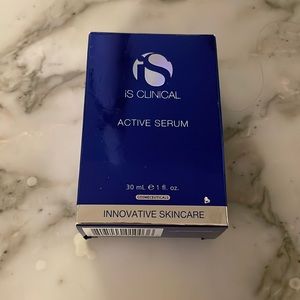 iS
iS CLINICAL
ACTIVE SERUM
30 mL ℮ 1 fl. oz.
COSMECEUTICALS
INNOVATIVE SKINCARE